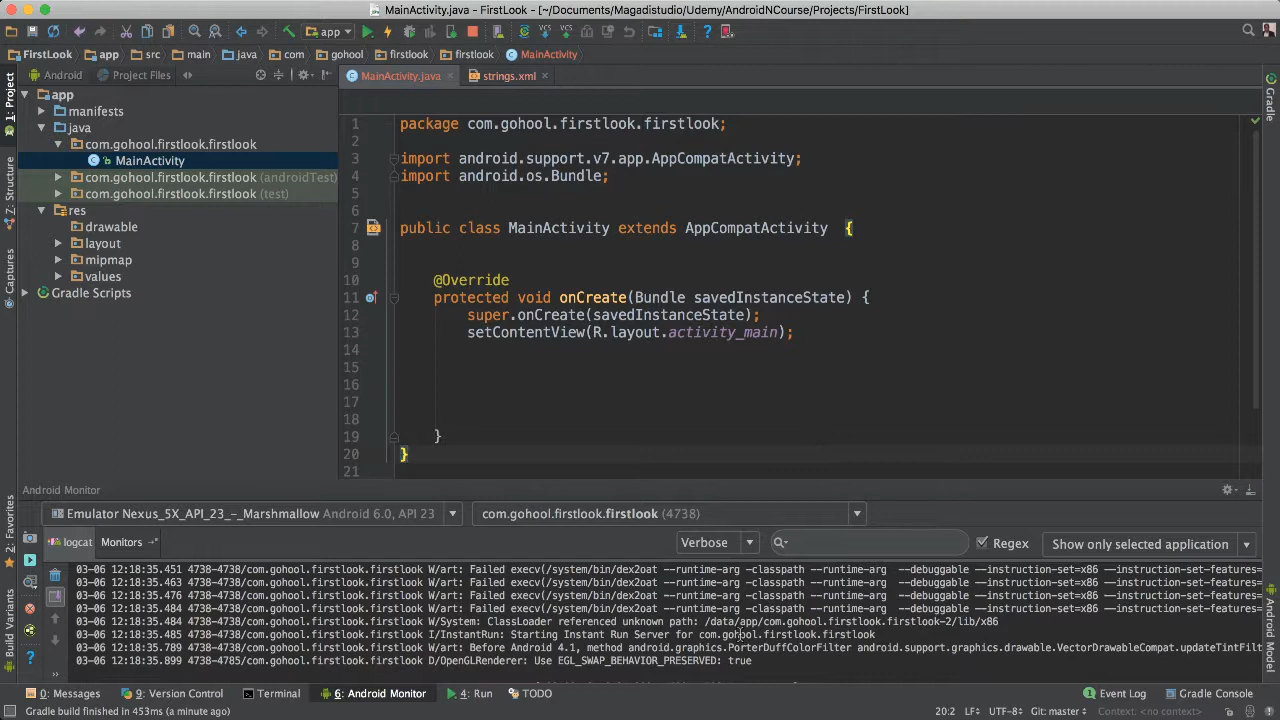 MainActivity.java - FirstLook - [~/Documents/Magadistudio/Udemy/AndroidNCourse/Projects/FirstLook]
app
FirstLook app src main java com gohool firstlook firstlook MainActivity
Android Project Files
MainActivity.java strings.xml
1: Project
Z: Structure
Captures
2: Favorites
Build Variants
Gradle
Android Model
app
manifests
java
com.gohool.firstlook.firstlook
MainActivity
com.gohool.firstlook.firstlook (androidTest)
com.gohool.firstlook.firstlook (test)
res
drawable
layout
mipmap
values
Gradle Scripts
1 package com.gohool.firstlook.firstlook;
2
3 import android.support.v7.app.AppCompatActivity;
4 import android.os.Bundle;
5
6
7 public class MainActivity extends AppCompatActivity {
8
9
10 @Override
11 protected void onCreate(Bundle savedInstanceState) {
12 super.onCreate(savedInstanceState);
13 setContentView(R.layout.activity_main);
14
15
16
17
18
19 }
20 }
21
Android Monitor
Emulator Nexus_5X_API_23_-_Marshmallow Android 6.0, API 23 com.gohool.firstlook.firstlook (4738)
logcat Monitors Verbose Regex Show only selected application
03-06 12:18:35.451 4738-4738/com.gohool.firstlook.firstlook W/art: Failed execv(/system/bin/dex2oat --runtime-arg -classpath --runtime-arg --debuggable --instruction-set=x86 --instruction-set-features=
03-06 12:18:35.463 4738-4738/com.gohool.firstlook.firstlook W/art: Failed execv(/system/bin/dex2oat --runtime-arg -classpath --runtime-arg --debuggable --instruction-set=x86 --instruction-set-features=
03-06 12:18:35.476 4738-4738/com.gohool.firstlook.firstlook W/art: Failed execv(/system/bin/dex2oat --runtime-arg -classpath --runtime-arg --debuggable --instruction-set=x86 --instruction-set-features=
03-06 12:18:35.484 4738-4738/com.gohool.firstlook.firstlook W/art: Failed execv(/system/bin/dex2oat --runtime-arg -classpath --runtime-arg --debuggable --instruction-set=x86 --instruction-set-features=
03-06 12:18:35.484 4738-4738/com.gohool.firstlook.firstlook W/System: ClassLoader referenced unknown path: /data/app/com.gohool.firstlook.firstlook-2/lib/x86
03-06 12:18:35.485 4738-4738/com.gohool.firstlook.firstlook I/InstantRun: Starting Instant Run Server for com.gohool.firstlook.firstlook
03-06 12:18:35.789 4738-4738/com.gohool.firstlook.firstlook W/art: Before Android 4.1, method android.graphics.PorterDuffColorFilter android.support.graphics.drawable.VectorDrawableCompat.updateTintFilt
03-06 12:18:35.899 4738-4785/com.gohool.firstlook.firstlook D/OpenGLRenderer: Use EGL_SWAP_BEHAVIOR_PRESERVED: true
0: Messages 9: Version Control Terminal 6: Android Monitor 4: Run TODO Event Log Gradle Console
Gradle build finished in 453ms (a minute ago) 20:2 LF UTF-8 Git: master Context: <no context>